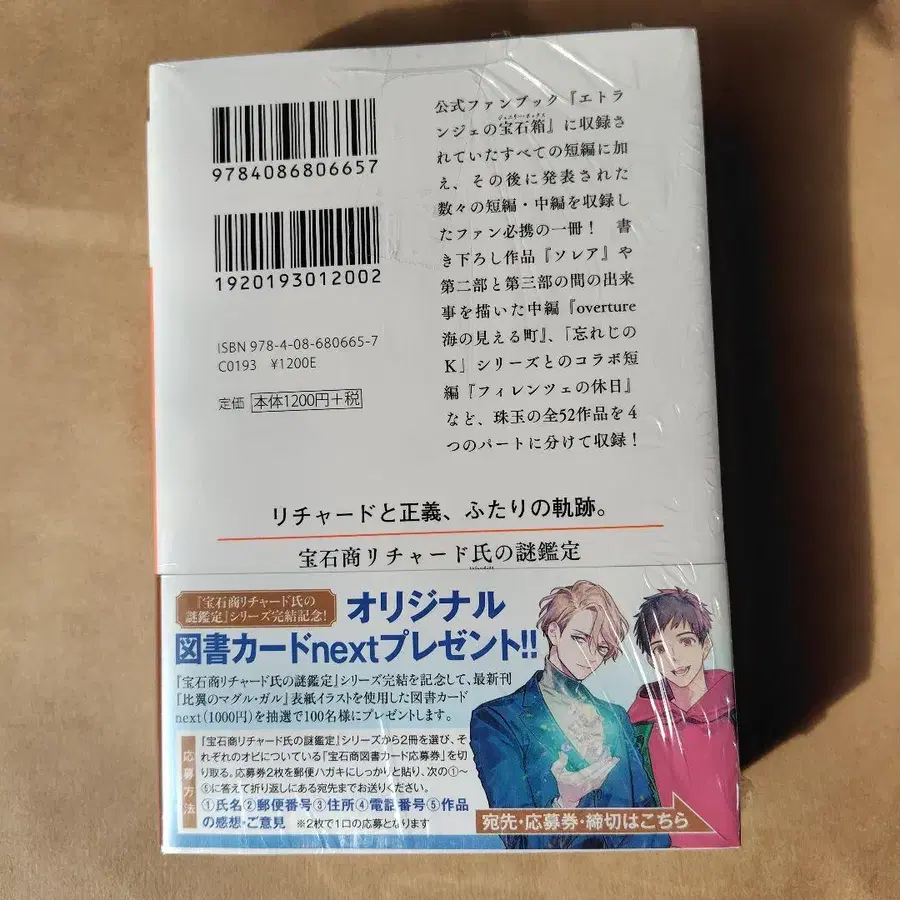 9784086806657
1920193012002
ISBN 978-4-08-680665-7
C0193 ¥1200E
定価 本体1200円+税
公式ファンブック『エトラ
ンジェの宝石箱』に収録さ
れていたすべての短編に加
え、その後に発表された
数々の短編・中編を収録し
たファン必携の一冊! 書
き下ろし作品『ソレア』や
第二部と第三部の間の出来
事を描いた中編『overture
海の見える町』、「忘れじの
K」シリーズとのコラボ短
編『フィレンツェの休日』
など、珠玉の全52作品を4
つのパートに分けて収録!
リチャードと正義、ふたりの軌跡。
宝石商リチャード氏の謎鑑定
『宝石商リチャード氏の
謎鑑定』シリーズ完結記念!
オリジナル
図書カードnextプレゼント!!
『宝石商リチャード氏の謎鑑定』シリーズ完結を記念して、最新刊
『比翼のマグル・ガル』表紙イラストを使用した図書カード
next(1000円)を抽選で100名様にプレゼントします。
応募方法
『宝石商リチャード氏の謎鑑定』シリーズから2冊を選び、そ
れぞれのオビについている「宝石商図書カード応募券」を切
り取る。応募券2枚を郵便ハガキにしっかりと貼り、次の①~
⑤に答えて折り返しにある宛先までお送りください。
①氏名②郵便番号③住所④電話番号⑤作品
の感想・ご意見 ※2枚で1口の応募となります
宛先・応募券・締切はこちら